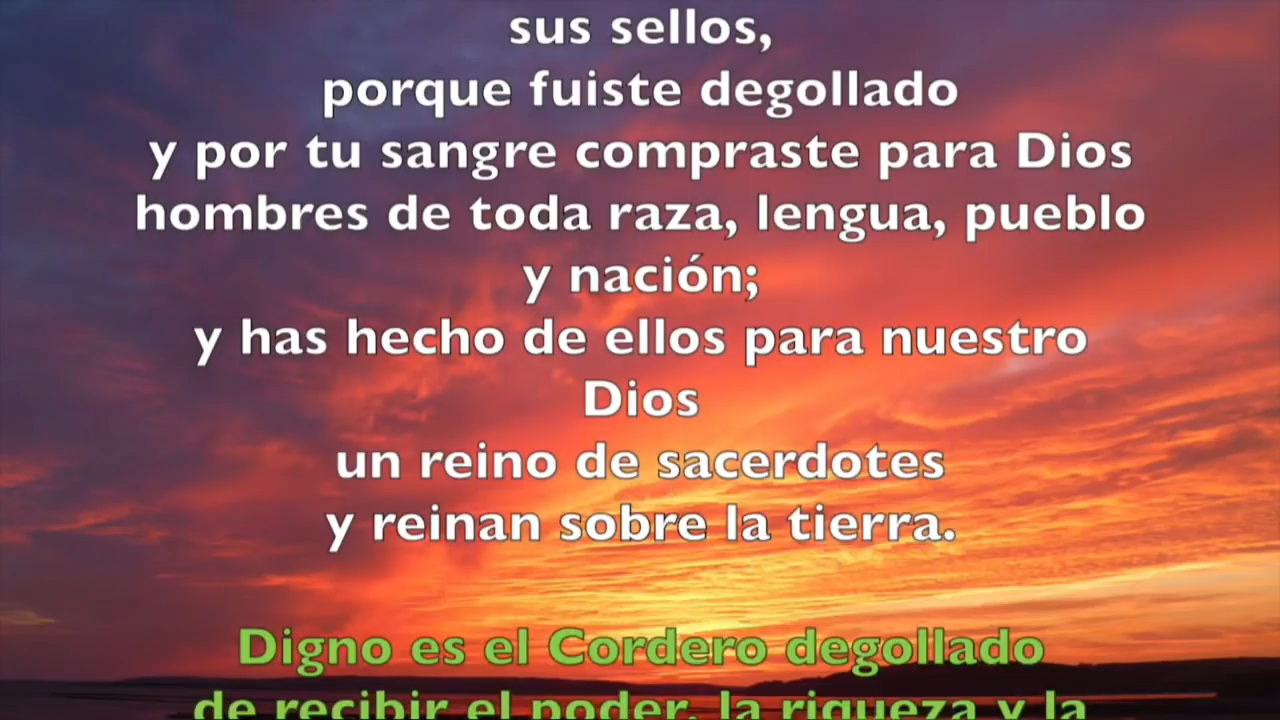 sus sellos,
porque fuiste degollado
y por tu sangre compraste para Dios
hombres de toda raza, lengua, pueblo
y nación;
y has hecho de ellos para nuestro
Dios
un reino de sacerdotes
y reinan sobre la tierra.
Digno es el Cordero degollado
de recibir el poder, la riqueza y la